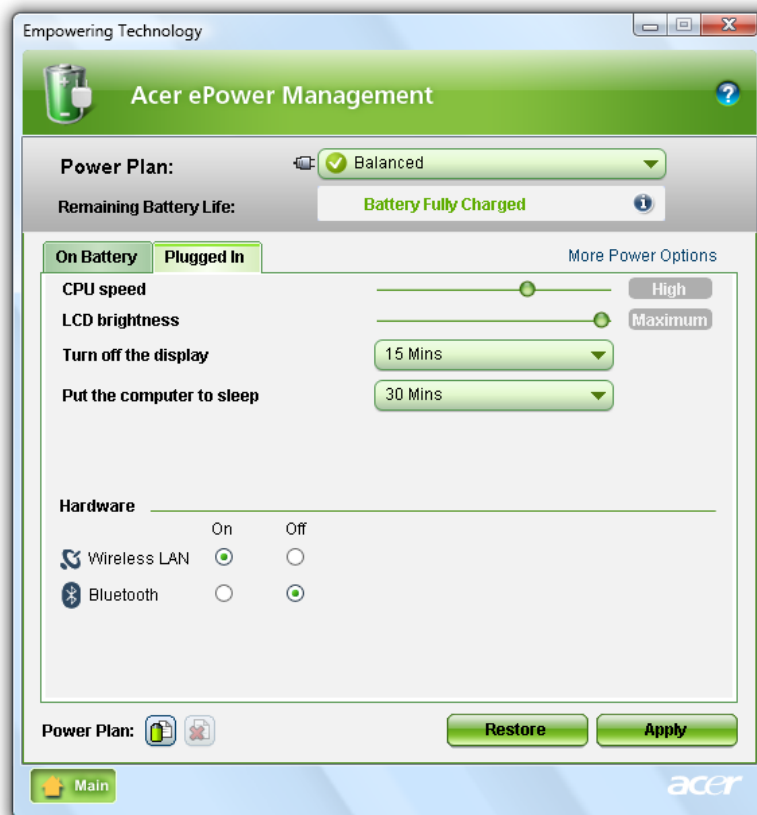 Empowering Technology
Acer ePower Management
Power Plan: Balanced
Remaining Battery Life: Battery Fully Charged
On Battery Plugged In More Power Options
CPU speed High
LCD brightness Maximum
Turn off the display 15 Mins
Put the computer to sleep 30 Mins
Hardware
On Off
Wireless LAN
Bluetooth
Power Plan: Restore Apply
Main acer